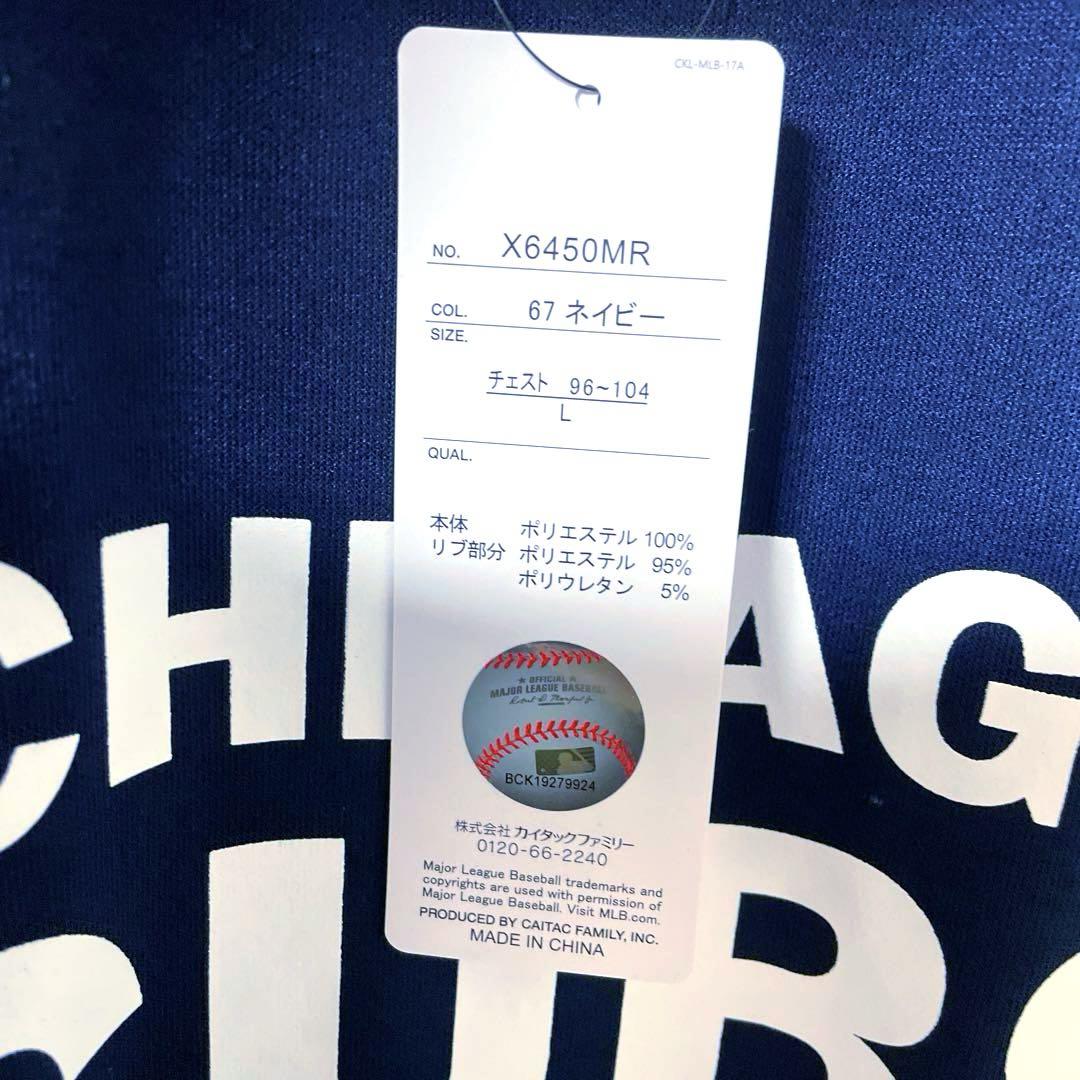 CKL-MLB-17A
NO. X6450MR
COL. 67 ネイビー
SIZE.
チェスト 96~104
L
QUAL.
本体 ポリエステル 100%
リブ部分 ポリエステル 95%
ポリウレタン 5%
★ OFFICIAL ★
MAJOR LEAGUE BASEBALL
BCK19279924
株式会社 カイタックファミリー
0120-66-2240
Major League Baseball trademarks and
copyrights are used with permission of
Major League Baseball. Visit MLB.com.
PRODUCED BY CAITAC FAMILY, INC.
MADE IN CHINA
CHI AG